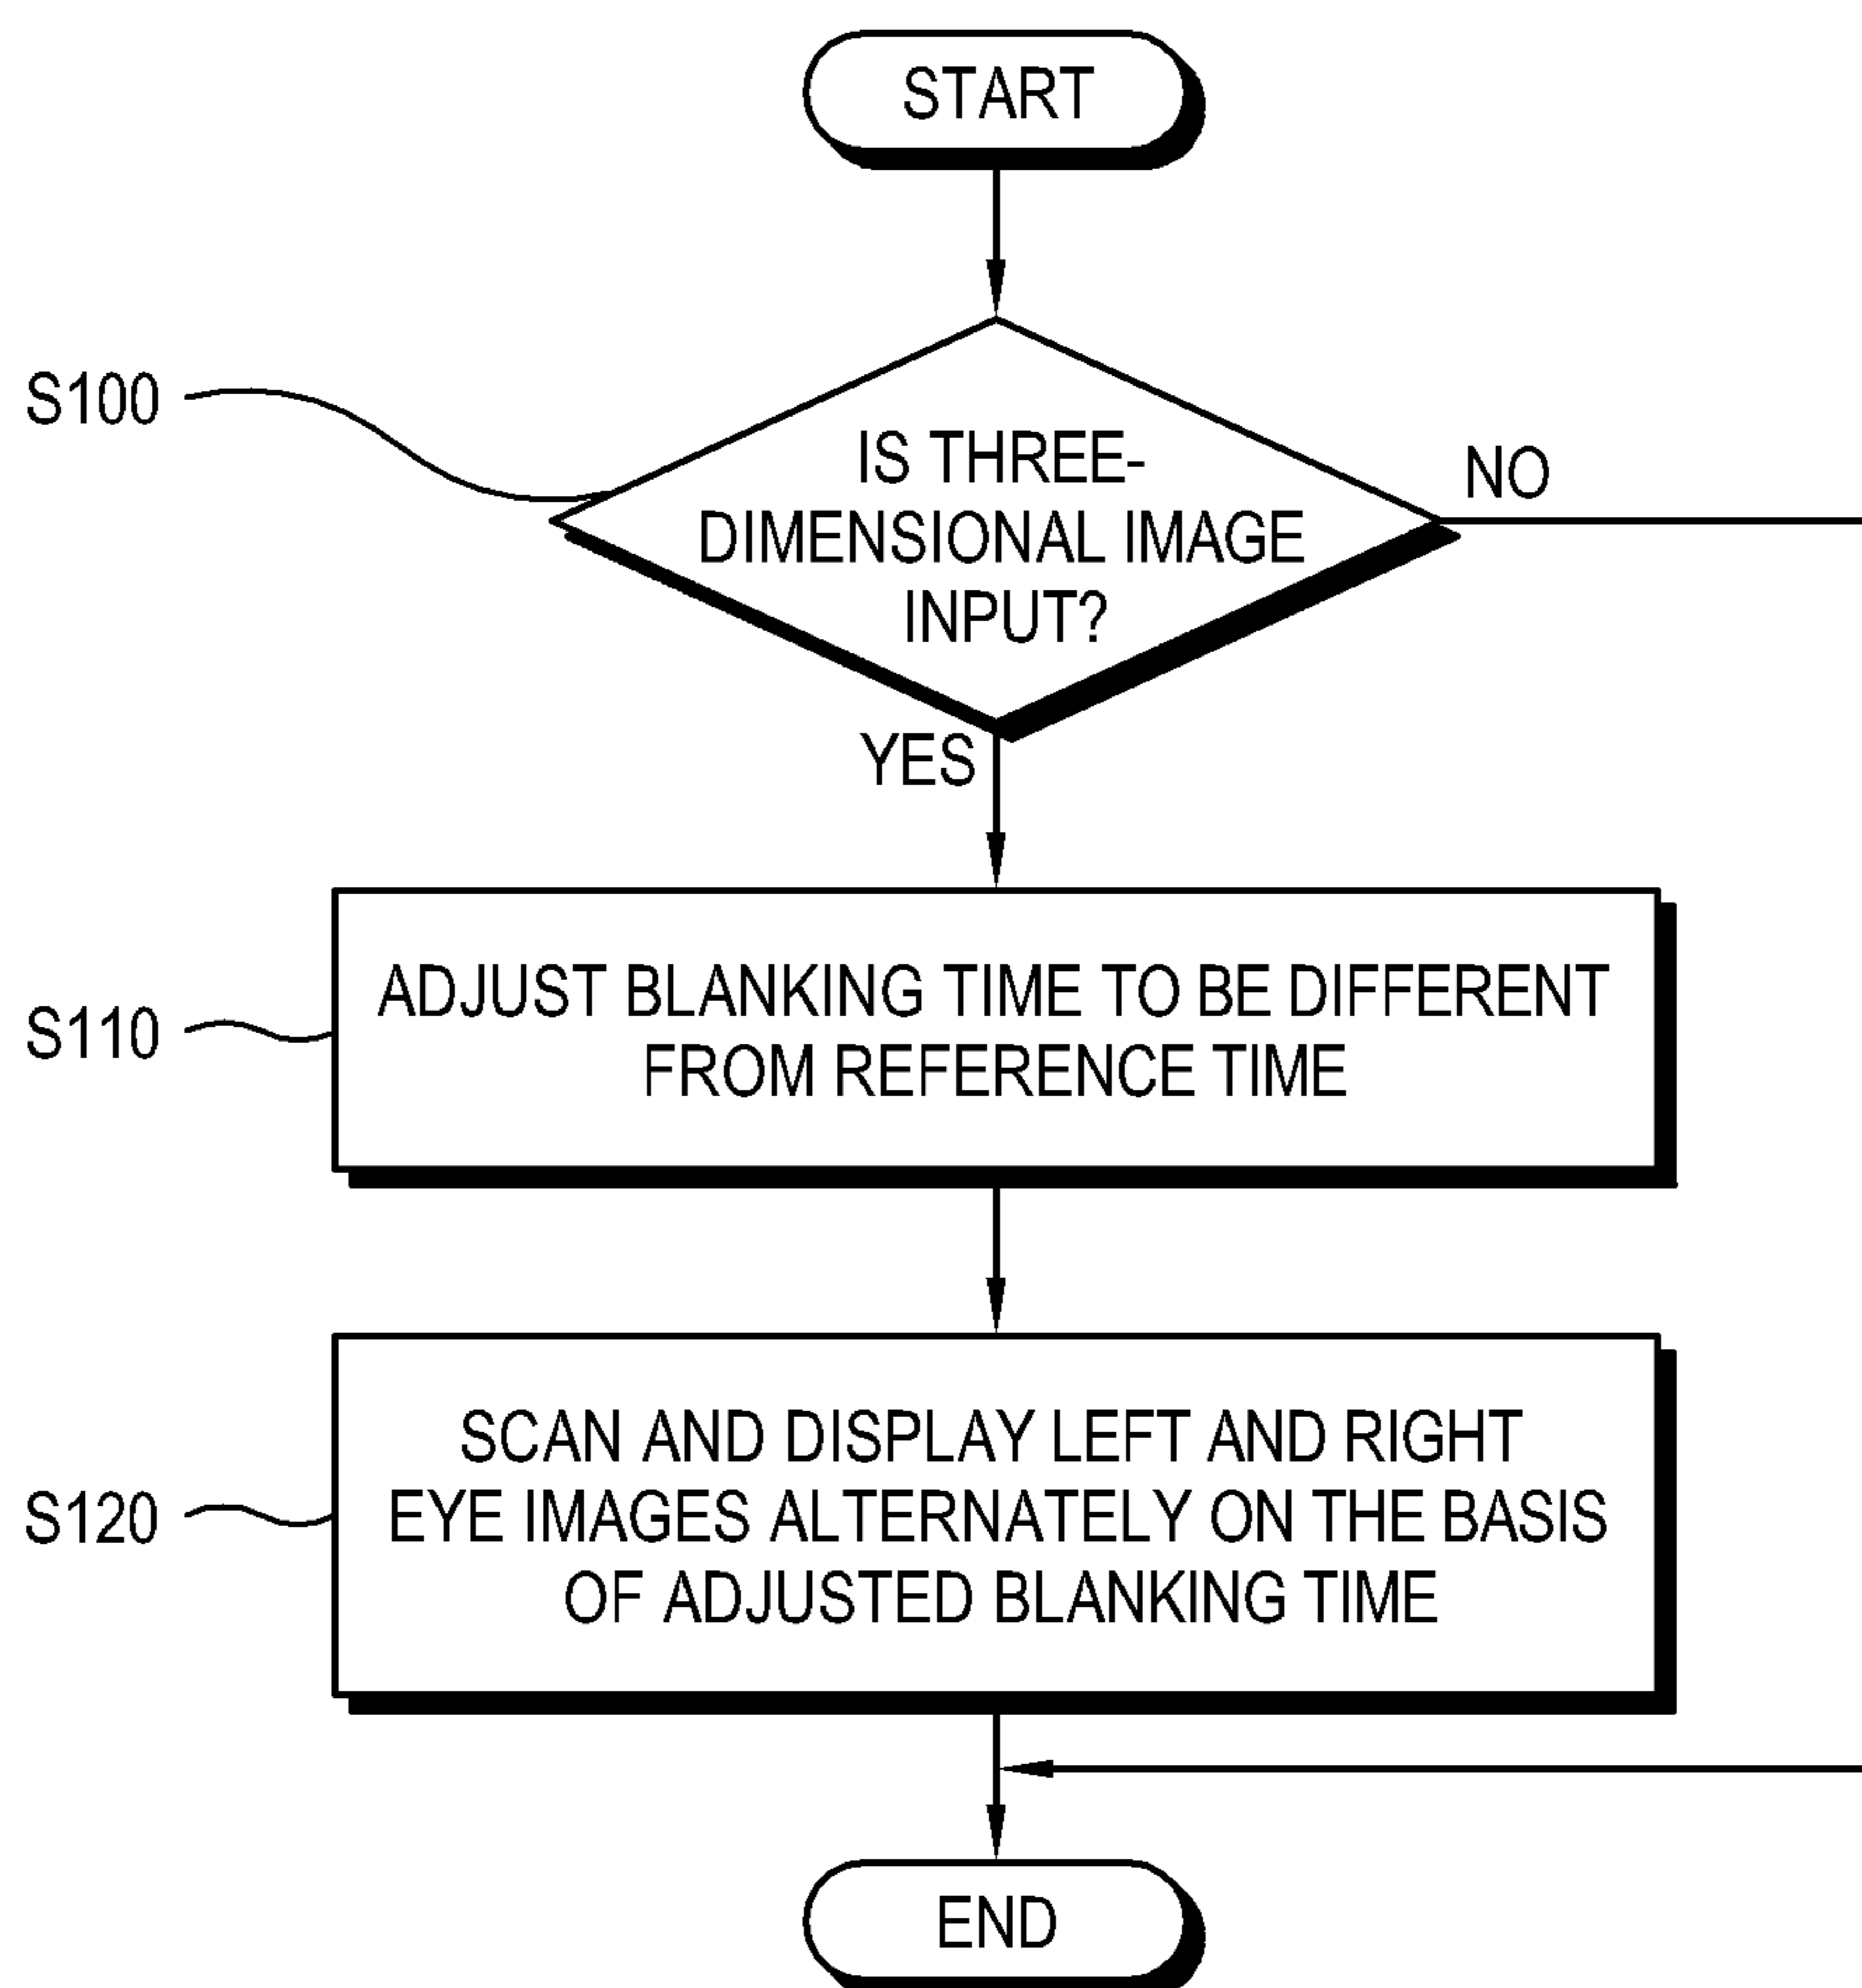 START
S100
IS THREE-
DIMENSIONAL IMAGE
INPUT?
NO
YES
S110
ADJUST BLANKING TIME TO BE DIFFERENT
FROM REFERENCE TIME
S120
SCAN AND DISPLAY LEFT AND RIGHT
EYE IMAGES ALTERNATELY ON THE BASIS
OF ADJUSTED BLANKING TIME
END